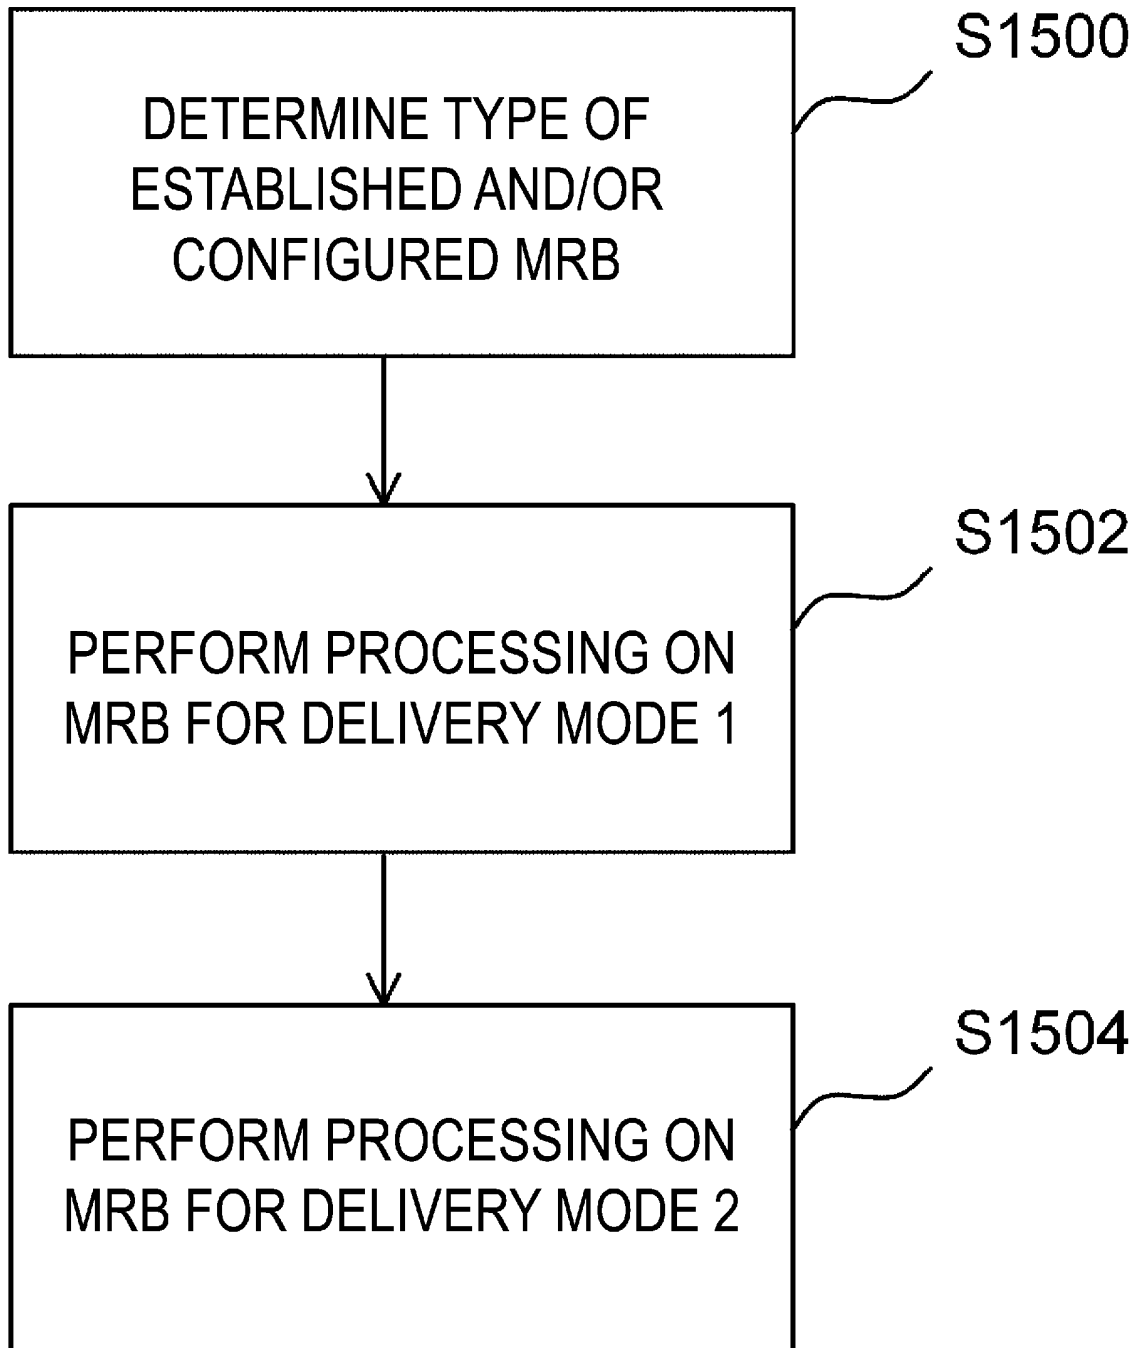 S1500
DETERMINE TYPE OF
ESTABLISHED AND/OR
CONFIGURED MRB
S1502
PERFORM PROCESSING ON
MRB FOR DELIVERY MODE 1
S1504
PERFORM PROCESSING ON
MRB FOR DELIVERY MODE 2